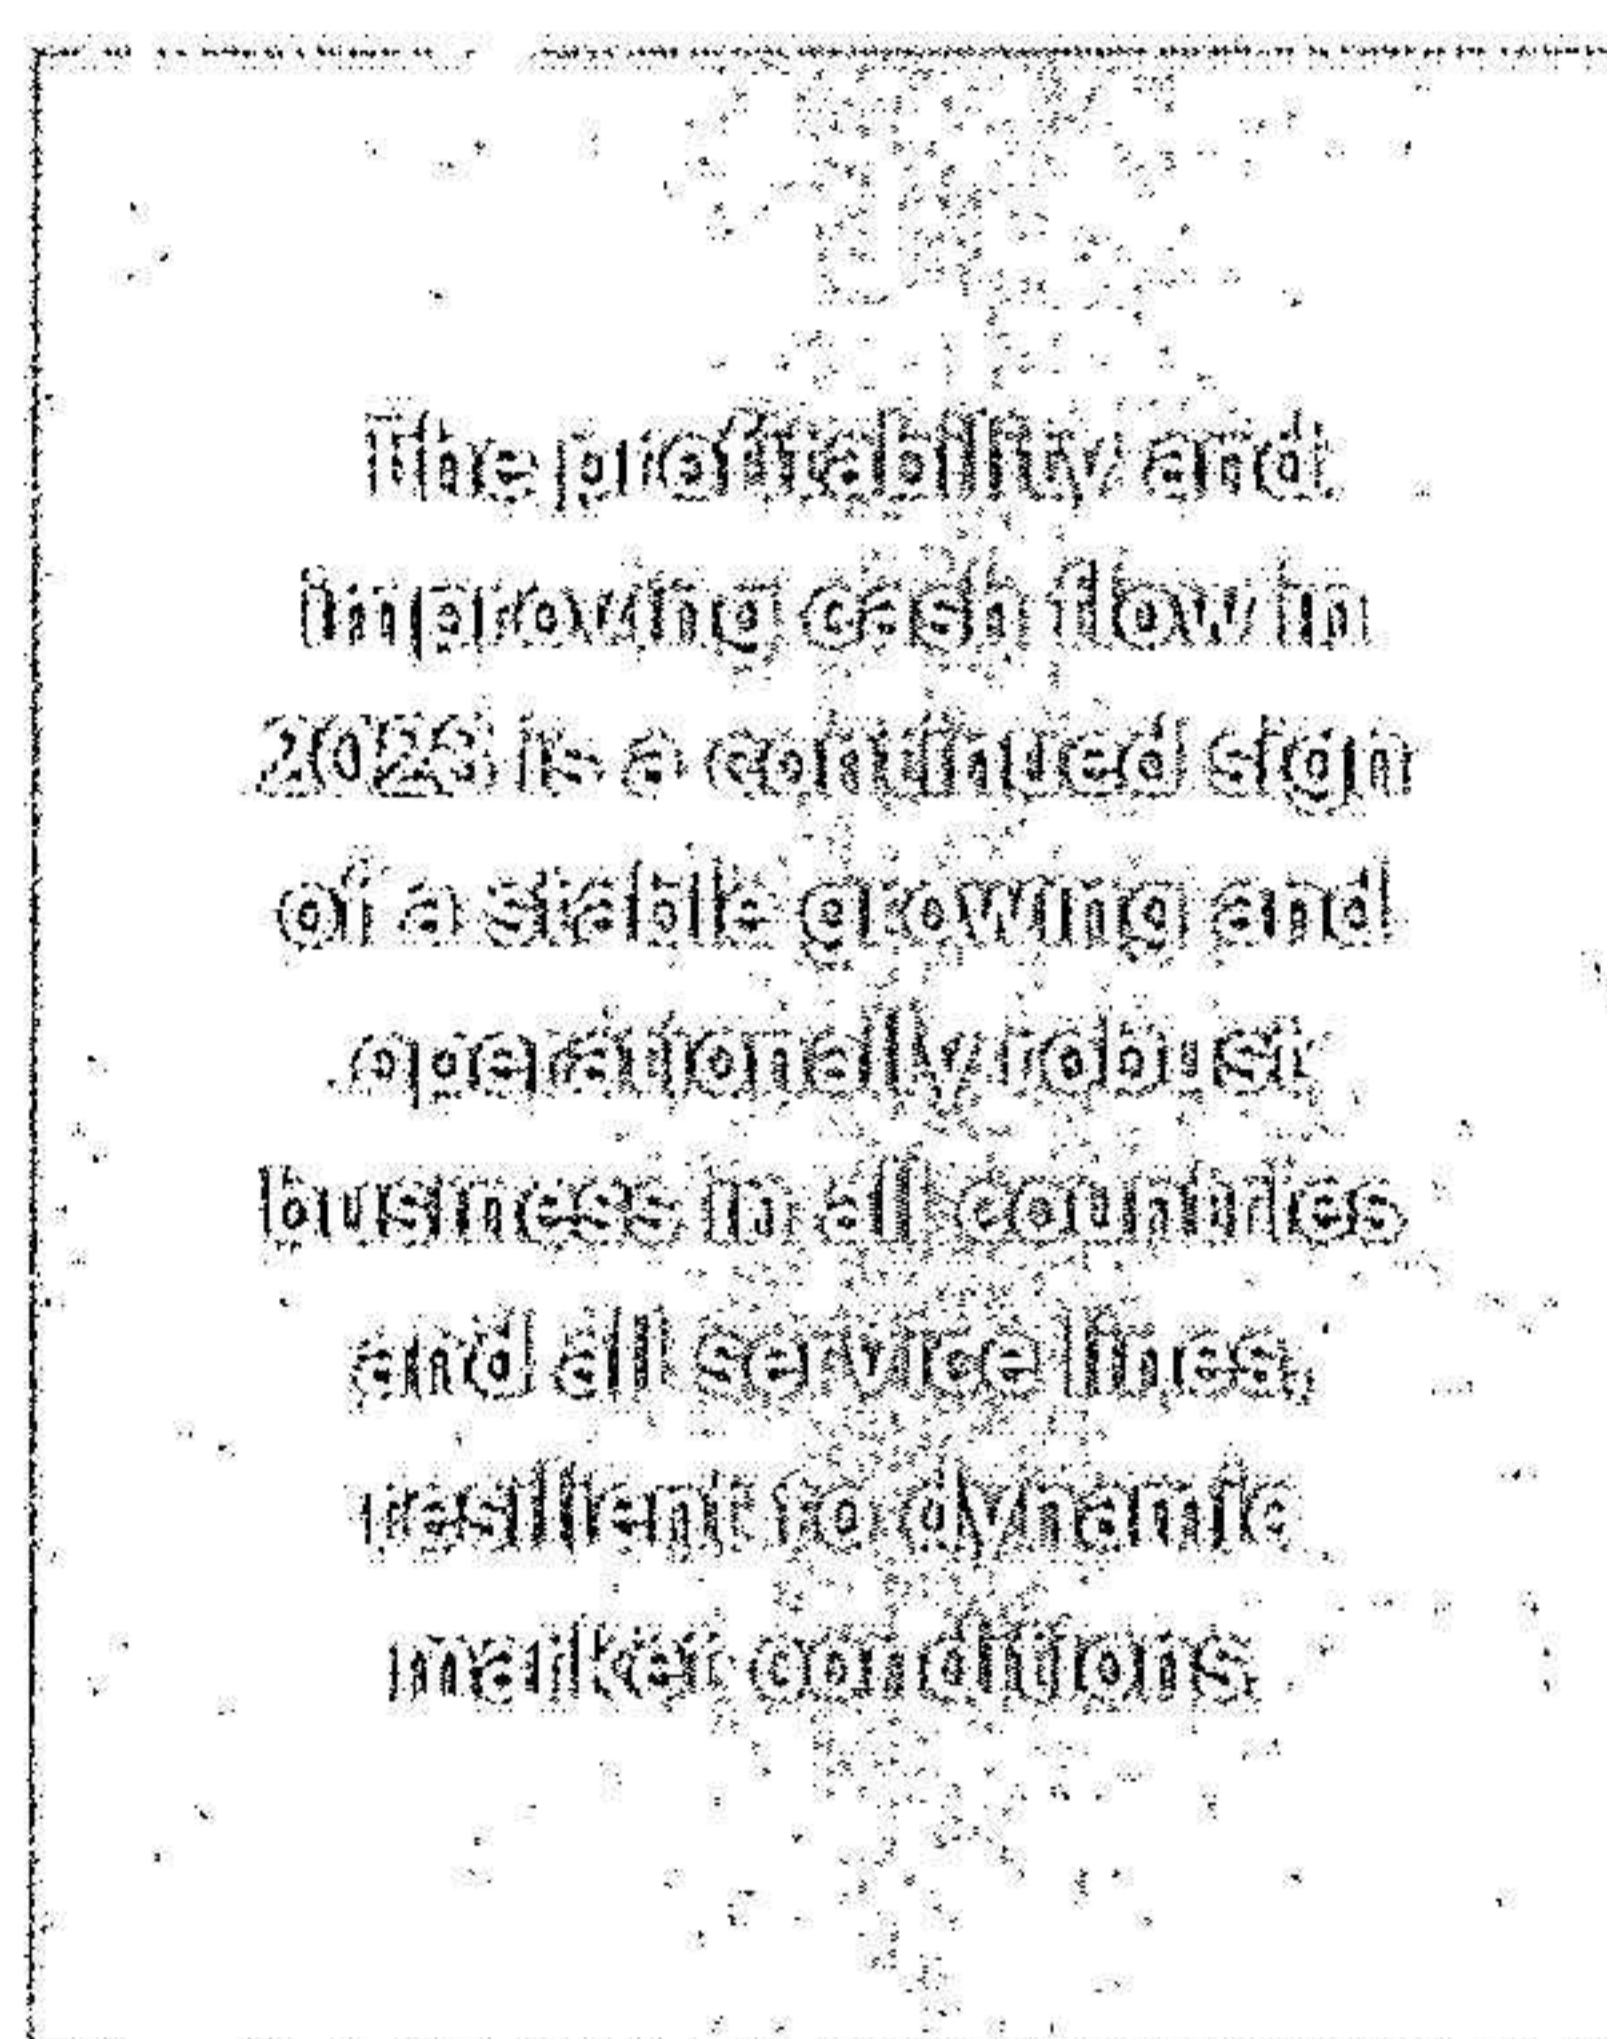 The profitability and
improving cash flow in
2023 is a continued sign
of a stable growing and
operationally robust
business in all countries
and all service lines,
resilient to dynamic
market conditions